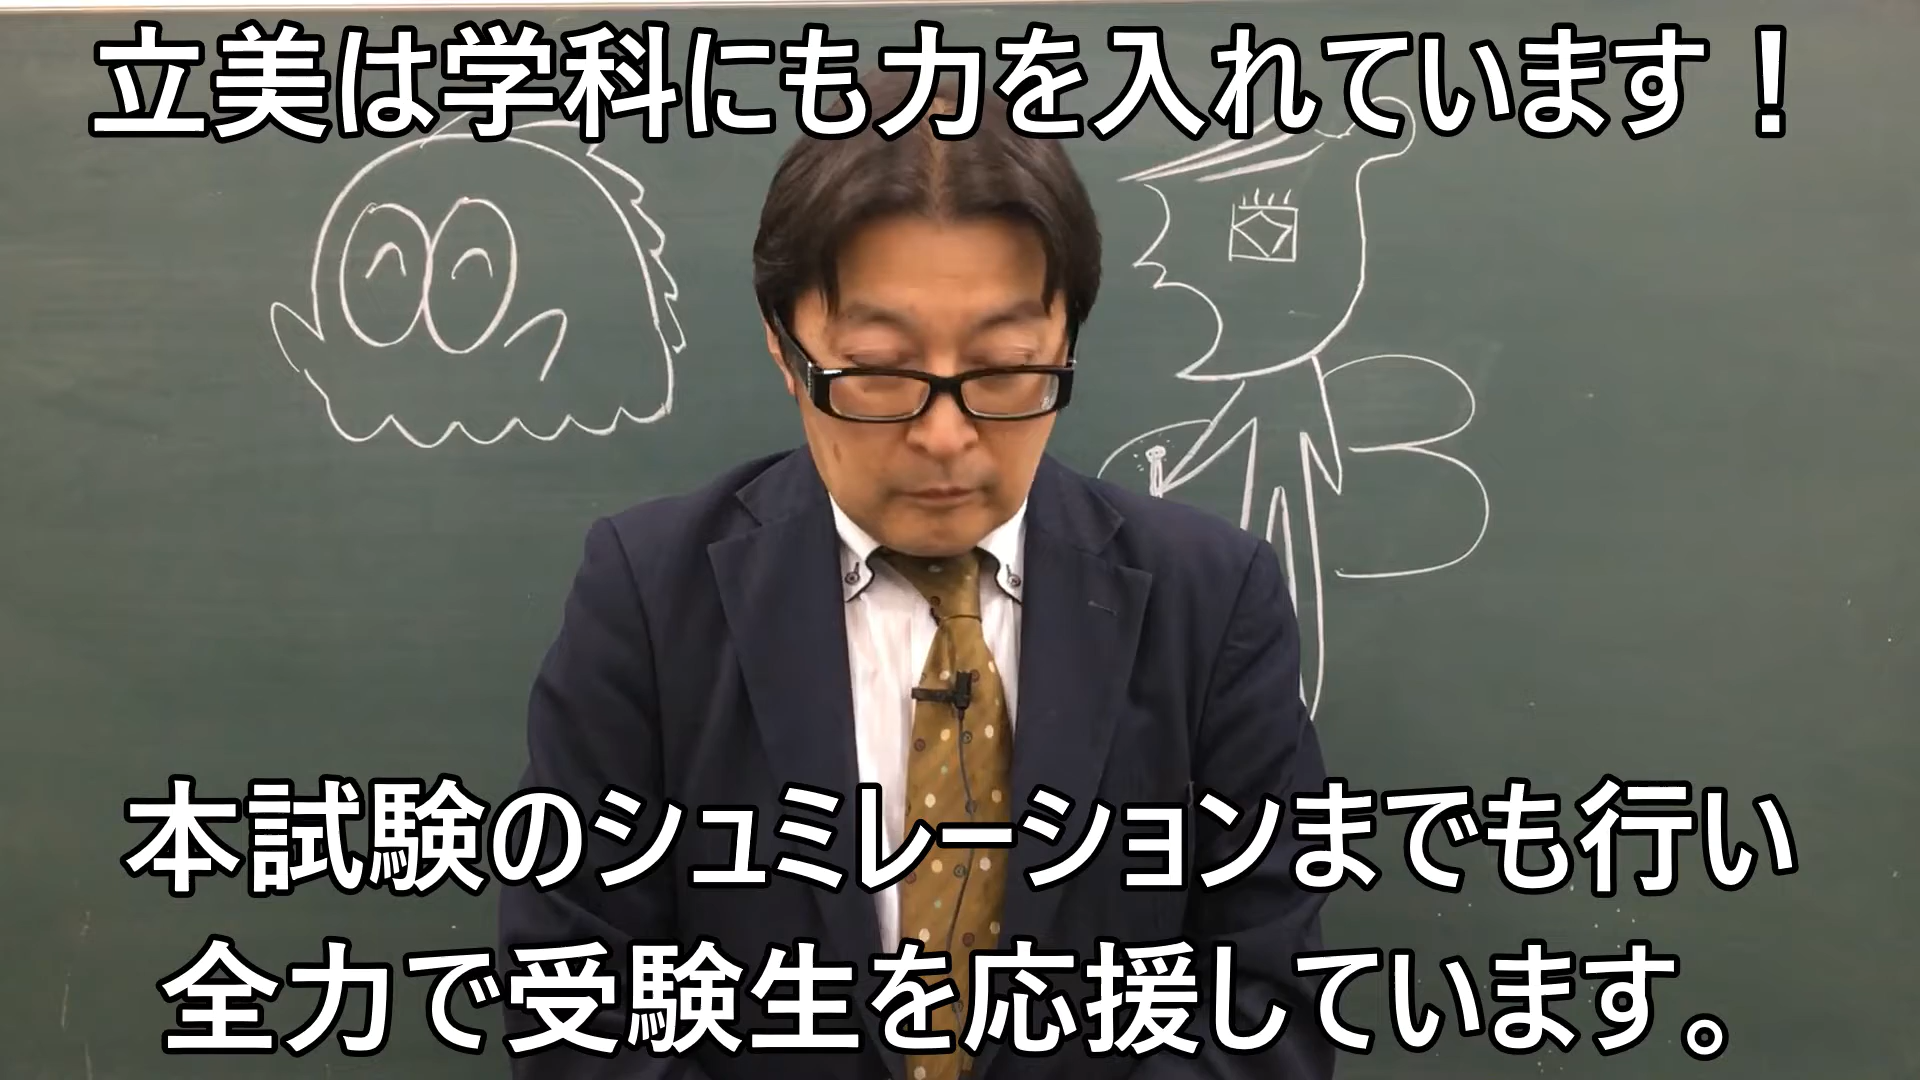 立美は学科にも力を入れています！
本試験のシュミレーションまでも行い
全力で受験生を応援しています。